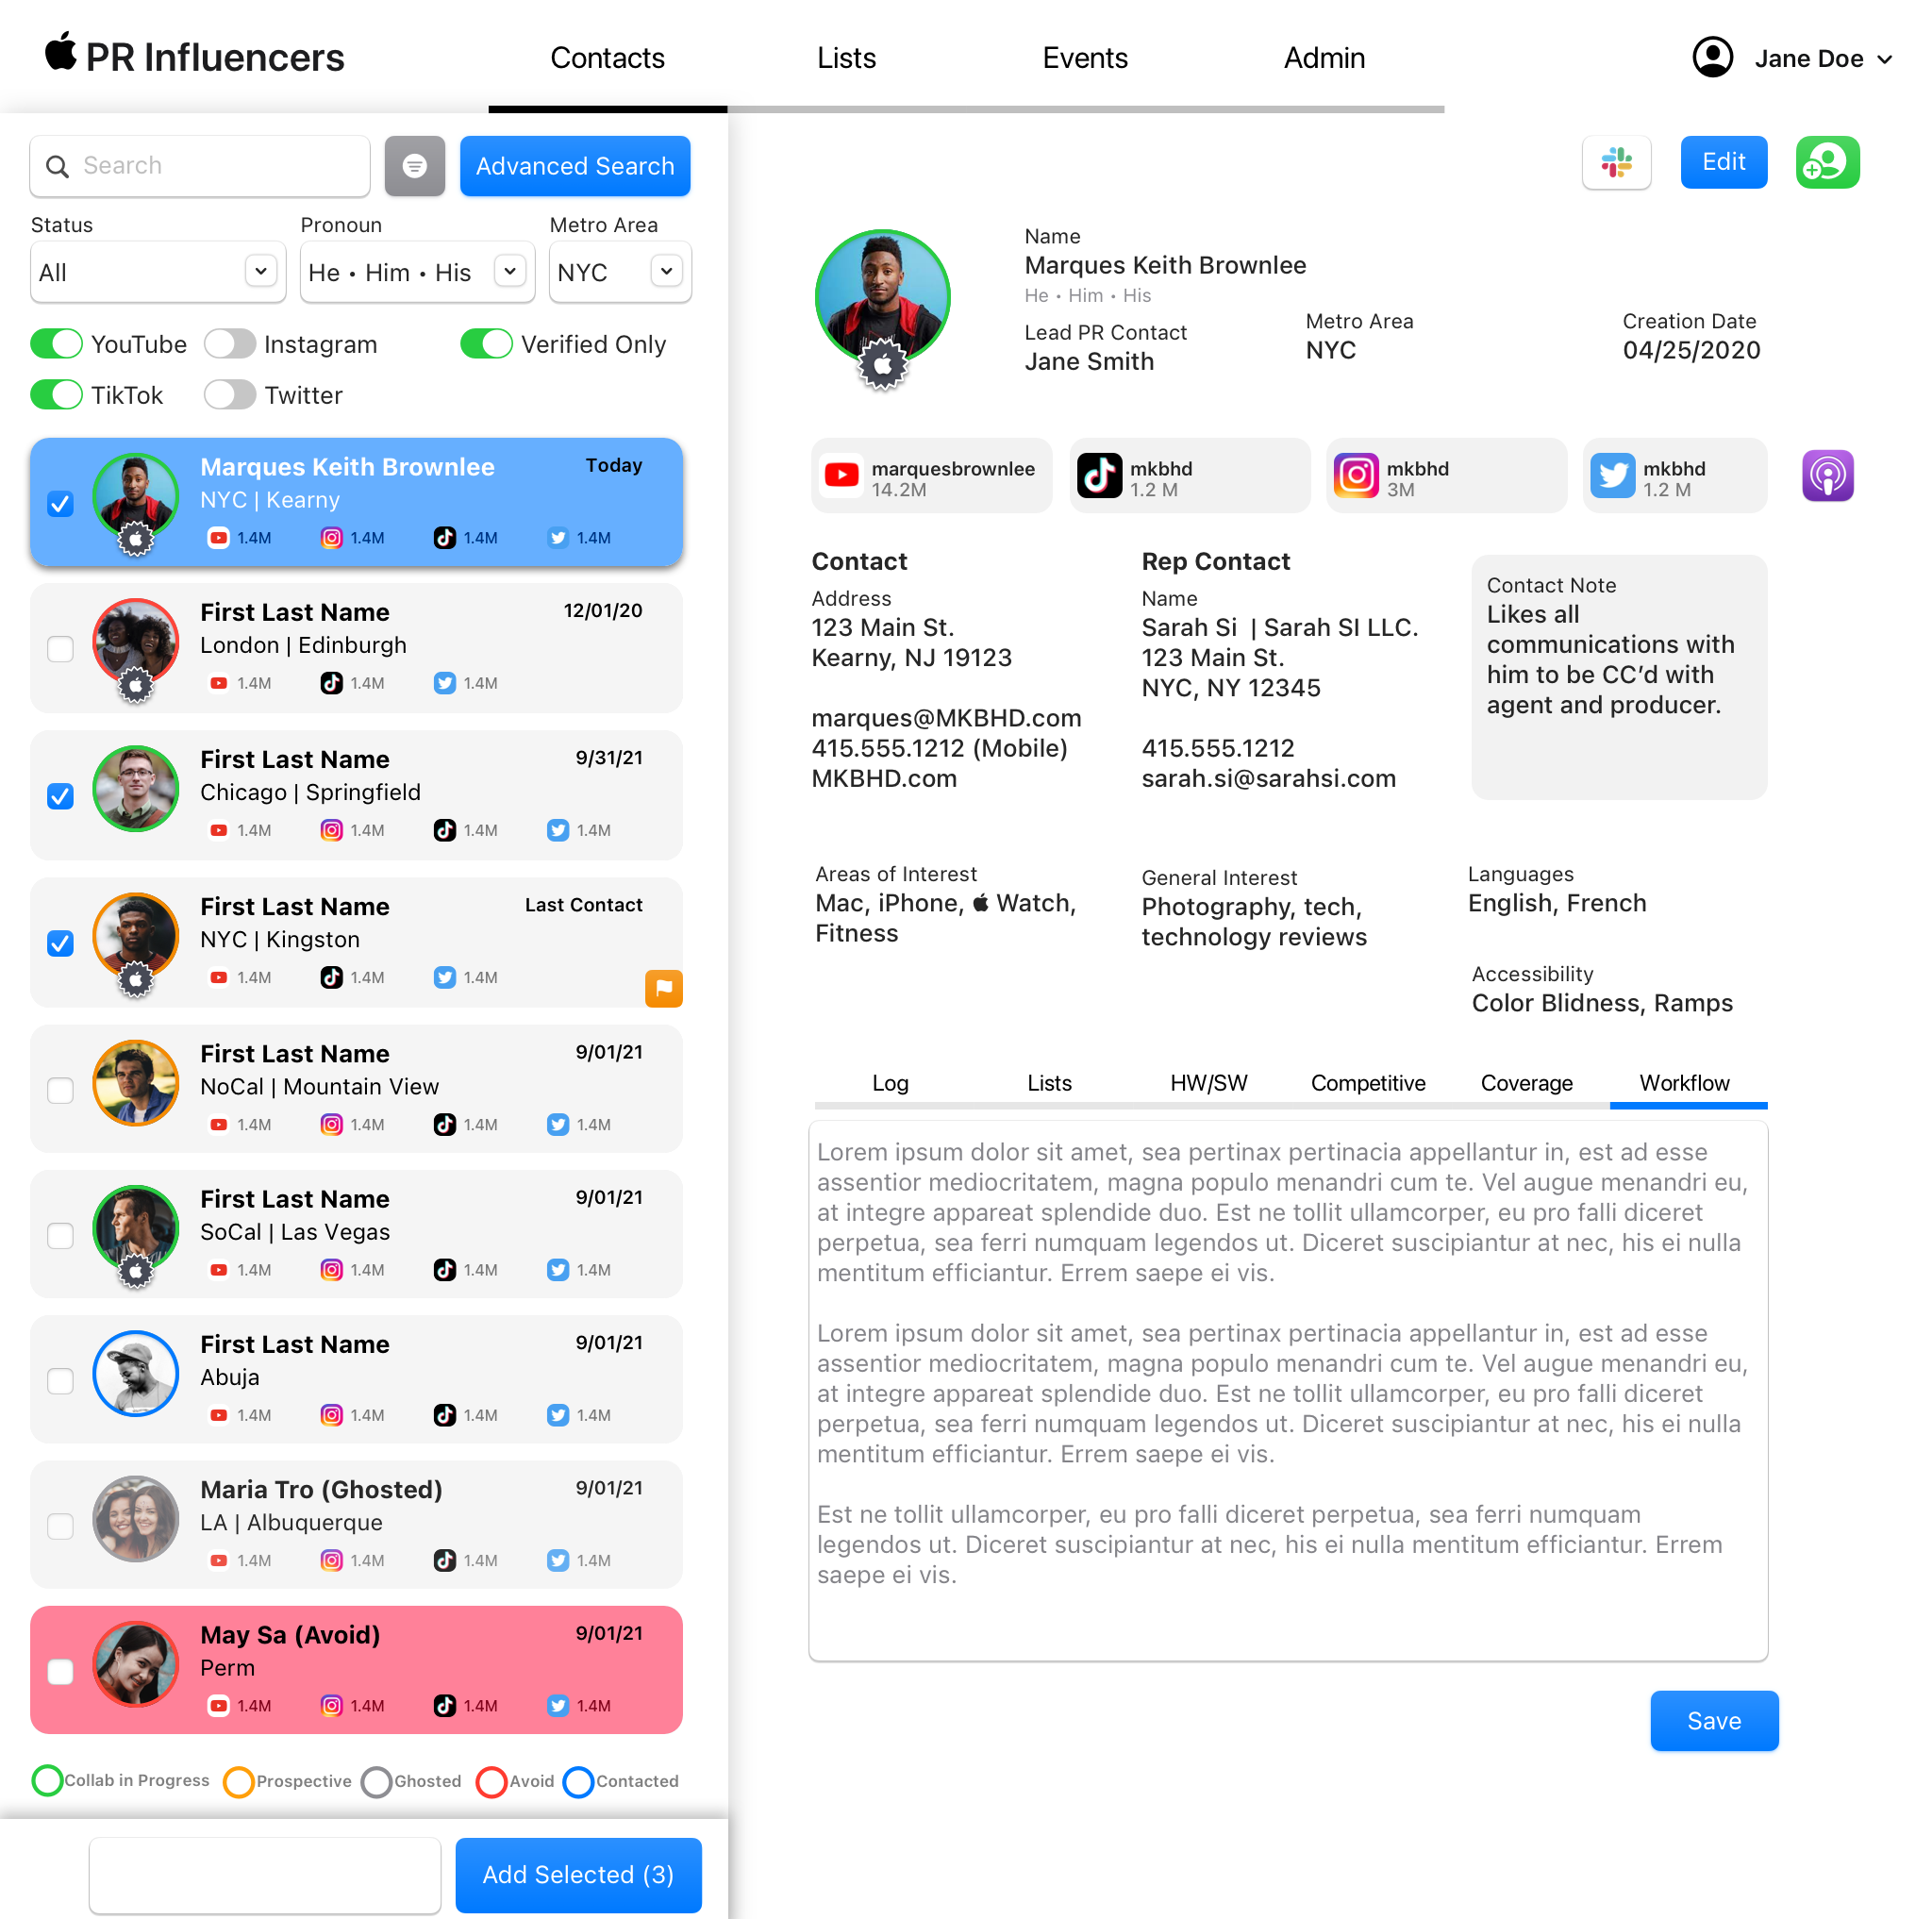 PR Influencers
Contacts
Lists
Events
Admin
Jane Doe
Search
Advanced Search
Status
Pronoun
Metro Area
All
He • Him • His
NYC
YouTube
Instagram
Verified Only
TikTok
Twitter
Marques Keith Brownlee
Today
NYC | Kearny
1.4M
1.4M
1.4M
1.4M
First Last Name
12/01/20
London | Edinburgh
1.4M
1.4M
1.4M
First Last Name
9/31/21
Chicago | Springfield
1.4M
1.4M
1.4M
1.4M
First Last Name
Last Contact
NYC | Kingston
1.4M
1.4M
1.4M
First Last Name
9/01/21
NoCal | Mountain View
1.4M
1.4M
1.4M
1.4M
First Last Name
9/01/21
SoCal | Las Vegas
1.4M
1.4M
1.4M
1.4M
First Last Name
9/01/21
Abuja
1.4M
1.4M
1.4M
1.4M
Maria Tro (Ghosted)
9/01/21
LA | Albuquerque
1.4M
1.4M
1.4M
1.4M
May Sa (Avoid)
9/01/21
Perm
1.4M
1.4M
1.4M
1.4M
Collab in Progress
Prospective
Ghosted
Avoid
Contacted
Add Selected (3)
Edit
Name
Marques Keith Brownlee
He • Him • His
Lead PR Contact
Jane Smith
Metro Area
NYC
Creation Date
04/25/2020
marquesbrownlee
14.2M
mkbhd
1.2 M
mkbhd
3M
mkbhd
1.2 M
Contact
Address
123 Main St.
Kearny, NJ 19123
marques@MKBHD.com
415.555.1212 (Mobile)
MKBHD.com
Rep Contact
Name
Sarah Si | Sarah SI LLC.
123 Main St.
NYC, NY 12345
415.555.1212
sarah.si@sarahsi.com
Contact Note
Likes all
communications with
him to be CC’d with
agent and producer.
Areas of Interest
Mac, iPhone,  Watch,
Fitness
General Interest
Photography, tech,
technology reviews
Languages
English, French
Accessibility
Color Blidness, Ramps
Log
Lists
HW/SW
Competitive
Coverage
Workflow
Lorem ipsum dolor sit amet, sea pertinax pertinacia appellantur in, est ad esse
assentior mediocritatem, magna populo menandri cum te. Vel augue menandri eu,
at integre appareat splendide duo. Est ne tollit ullamcorper, eu pro falli diceret
perpetua, sea ferri numquam legendos ut. Diceret suscipiantur at nec, his ei nulla
mentitum efficiantur. Errem saepe ei vis.
Lorem ipsum dolor sit amet, sea pertinax pertinacia appellantur in, est ad esse
assentior mediocritatem, magna populo menandri cum te. Vel augue menandri eu,
at integre appareat splendide duo. Est ne tollit ullamcorper, eu pro falli diceret
perpetua, sea ferri numquam legendos ut. Diceret suscipiantur at nec, his ei nulla
mentitum efficiantur. Errem saepe ei vis.
Est ne tollit ullamcorper, eu pro falli diceret perpetua, sea ferri numquam
legendos ut. Diceret suscipiantur at nec, his ei nulla mentitum efficiantur. Errem
saepe ei vis.
Save